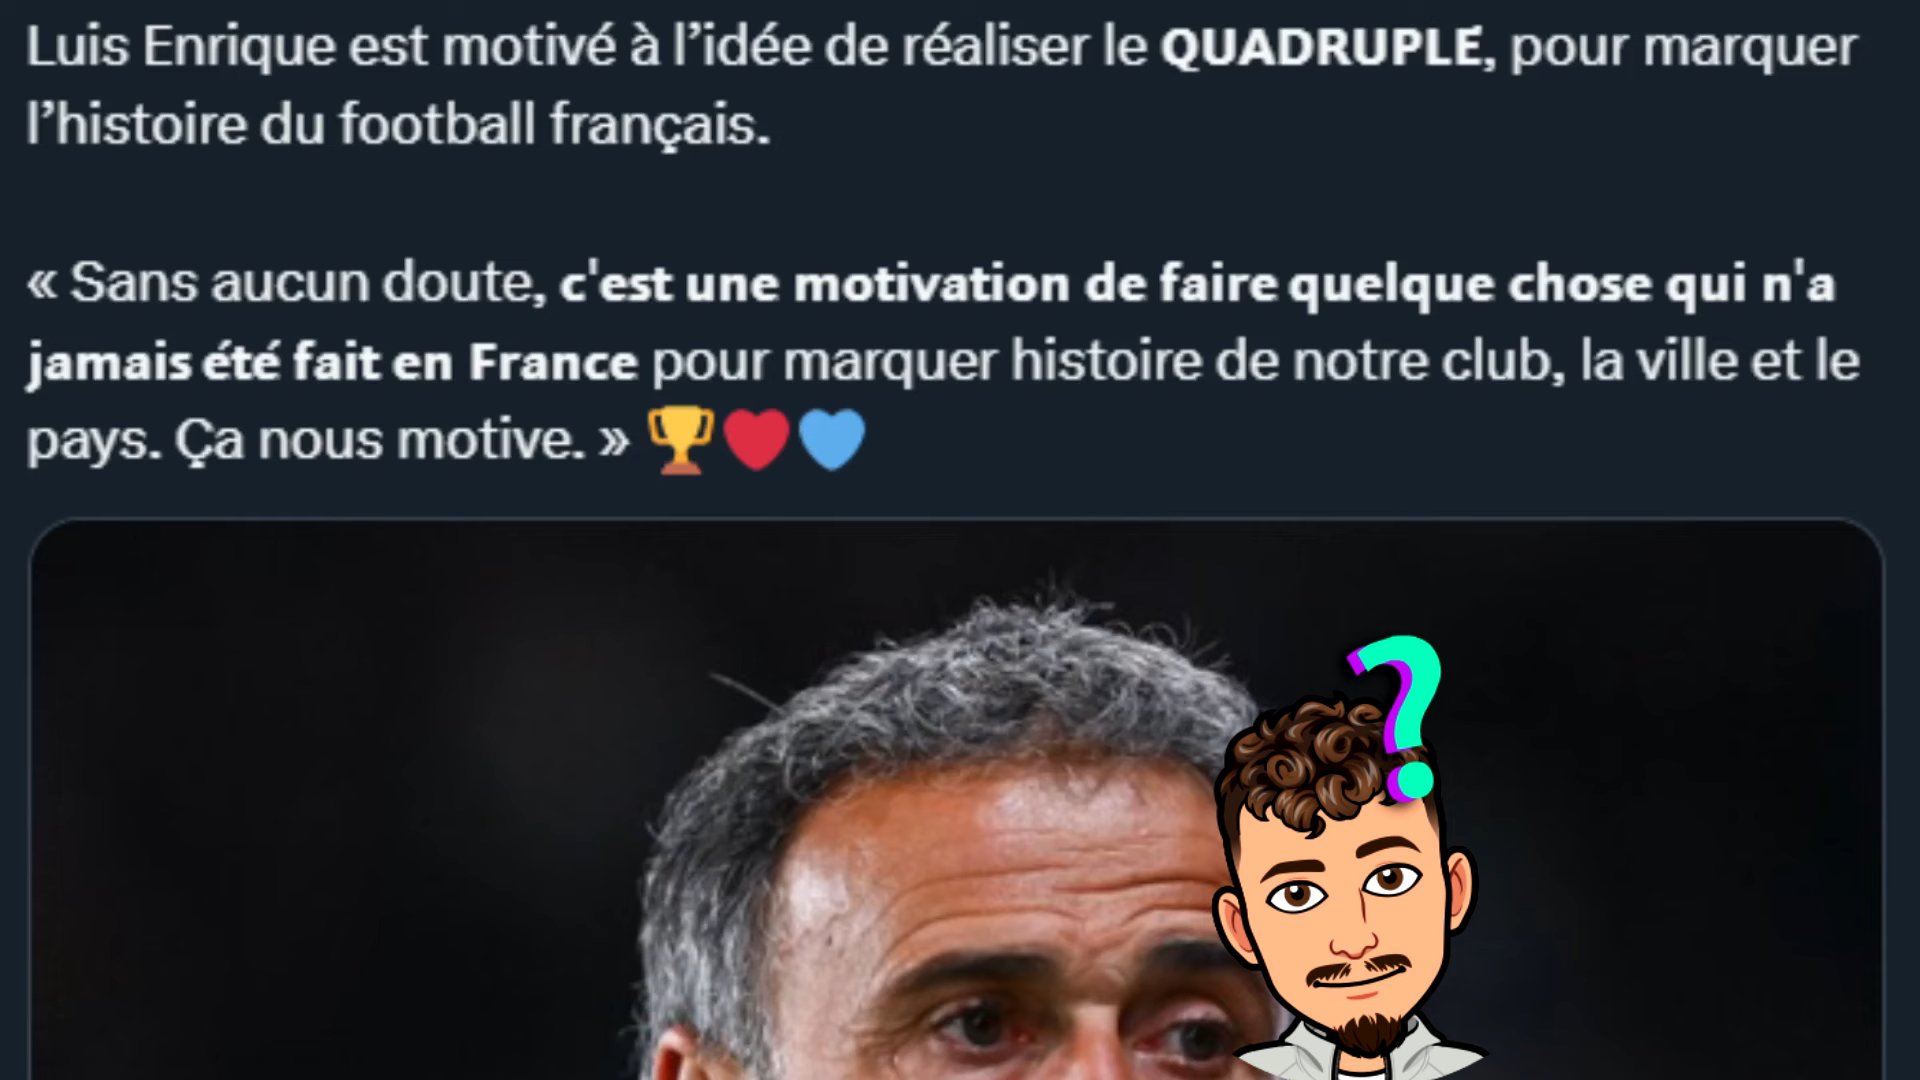 Luis Enrique est motivé à l’idée de réaliser le QUADRUPLÉ, pour marquer
l’histoire du football français.
« Sans aucun doute, c'est une motivation de faire quelque chose qui n'a
jamais été fait en France pour marquer histoire de notre club, la ville et le
pays. Ça nous motive. » 🏆❤️🩵
?